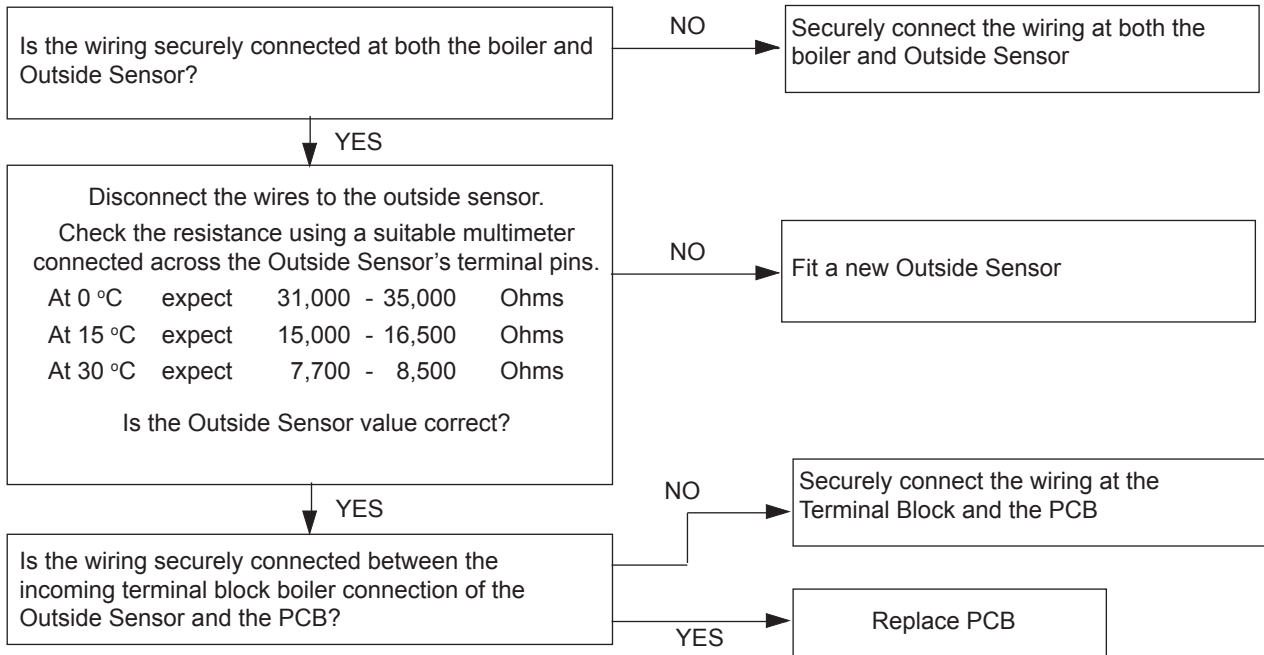 Is the wiring securely connected at both the boiler and
Outside Sensor?
NO
Securely connect the wiring at both the
boiler and Outside Sensor
YES
Disconnect the wires to the outside sensor.
Check the resistance using a suitable multimeter
connected across the Outside Sensor’s terminal pins.
At 0 °C expect 31,000 - 35,000 Ohms
At 15 °C expect 15,000 - 16,500 Ohms
At 30 °C expect 7,700 - 8,500 Ohms
Is the Outside Sensor value correct?
NO
Fit a new Outside Sensor
YES
Is the wiring securely connected between the
incoming terminal block boiler connection of the
Outside Sensor and the PCB?
NO
Securely connect the wiring at the
Terminal Block and the PCB
YES
Replace PCB